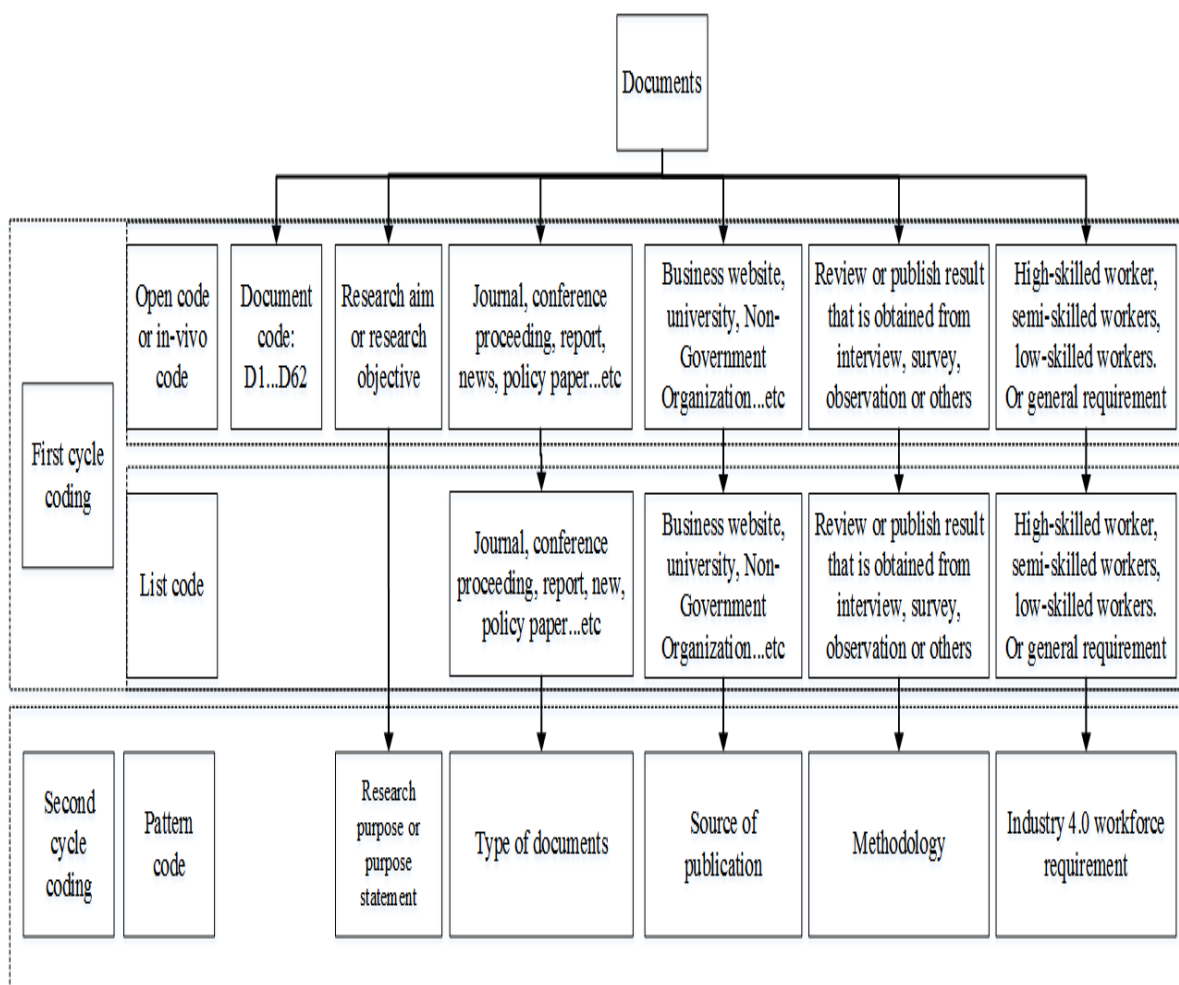 Documents
Open code
or in-vivo
code
Document
code:
D1...D62
Research aim
or research
objective
Journal, conference
proceeding, report,
news, policy paper...etc
Business website,
university, Non-
Government
Organization...etc
Review or publish result
that is obtained from
interview, survey,
observation or others
High-skilled worker,
semi-skilled workers,
low-skilled workers.
Or general requirement
First cycle
coding
List code
Journal, conference
proceeding, report, new,
policy paper...etc
Business website,
university, Non-
Government
Organization...etc
Review or publish result
that is obtained from
interview, survey,
observation or others
High-skilled worker,
semi-skilled workers,
low-skilled workers.
Or general requirement
Second
cycle
coding
Pattern
code
Research
purpose or
purpose
statement
Type of documents
Source of
publication
Methodology
Industry 4.0 workforce
requirement